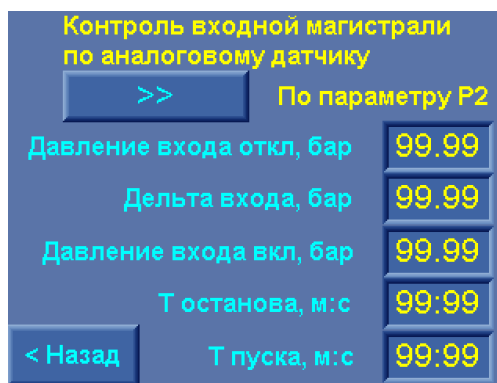 Контроль входной магистрали
по аналоговому датчику
>> По параметру P2
Давление входа откл, бар 99.99
Дельта входа, бар 99.99
Давление входа вкл, бар 99.99
Т останова, м:с 99:99
< Назад Т пуска, м:с 99:99